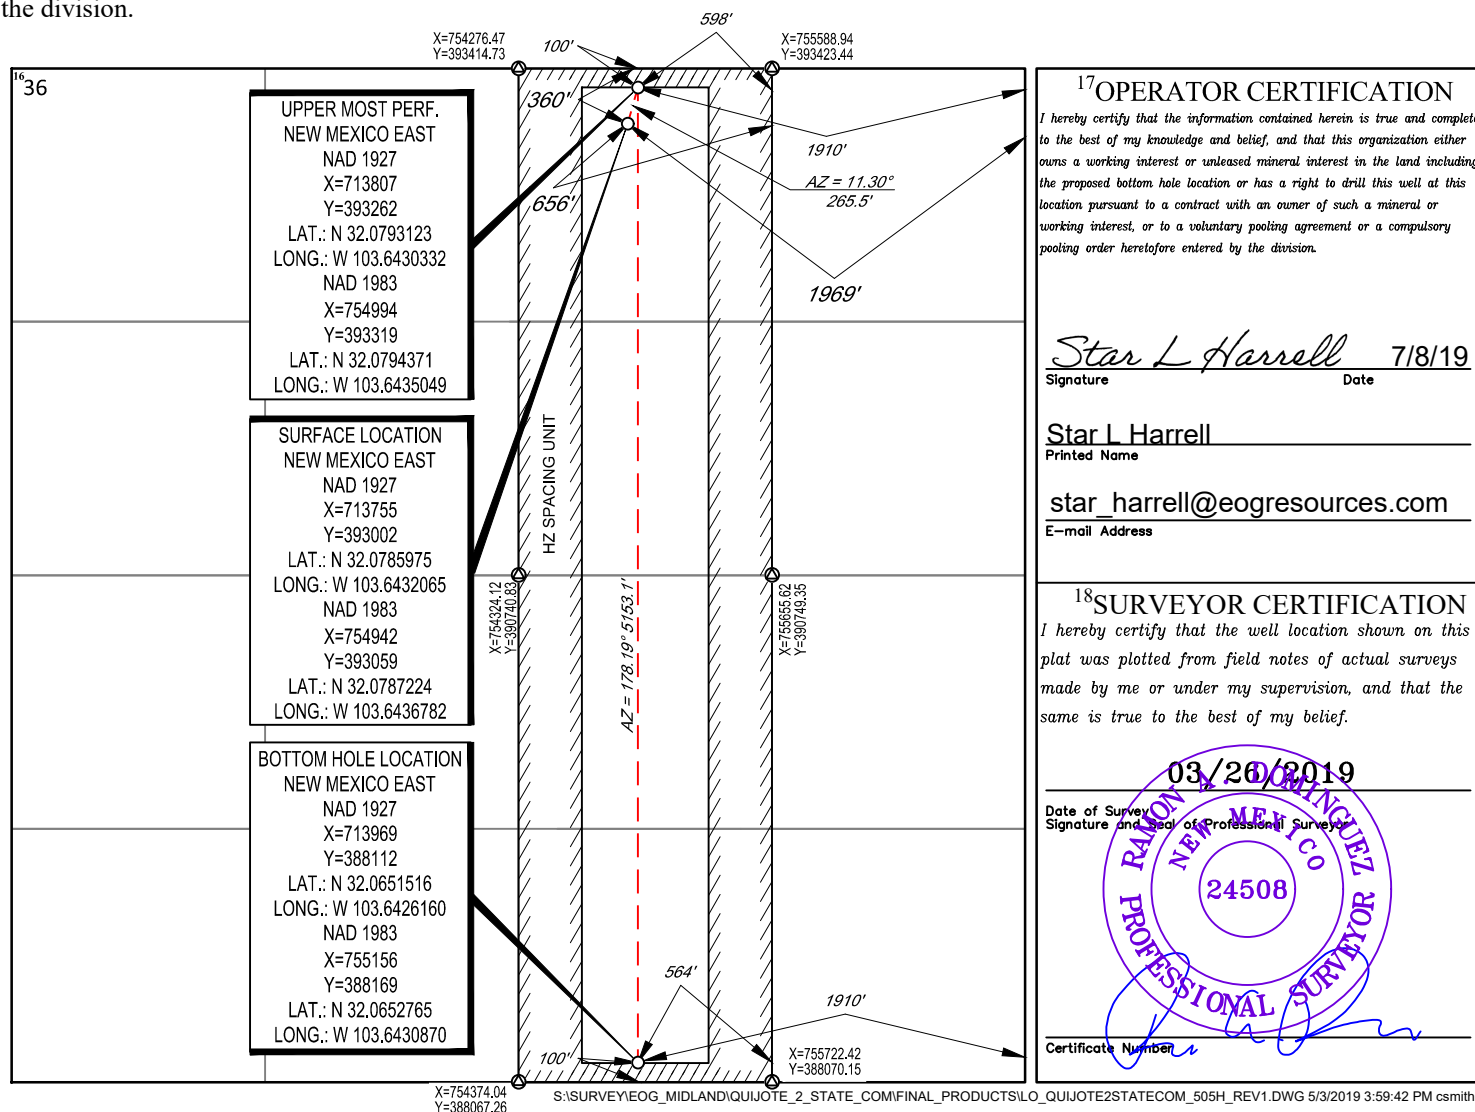 the division.
16 36
X=754276.47
Y=393414.73
100'
598'
X=755588.94
Y=393423.44
360'
1910'
AZ = 11.30°
265.5'
656'
1969'
UPPER MOST PERF.
NEW MEXICO EAST
NAD 1927
X=713807
Y=393262
LAT.: N 32.0793123
LONG.: W 103.6430332
NAD 1983
X=754994
Y=393319
LAT.: N 32.0794371
LONG.: W 103.6435049
SURFACE LOCATION
NEW MEXICO EAST
NAD 1927
X=713755
Y=393002
LAT.: N 32.0785975
LONG.: W 103.6432065
NAD 1983
X=754942
Y=393059
LAT.: N 32.0787224
LONG.: W 103.6436782
BOTTOM HOLE LOCATION
NEW MEXICO EAST
NAD 1927
X=713969
Y=388112
LAT.: N 32.0651516
LONG.: W 103.6426160
NAD 1983
X=755156
Y=388169
LAT.: N 32.0652765
LONG.: W 103.6430870
HZ SPACING UNIT
X=754324.12
Y=390740.83
AZ = 178.19° 5153.1'
X=755655.62
Y=390749.35
564'
1910'
100'
X=755722.42
Y=388070.15
X=754374.04
Y=388067.26
17 OPERATOR CERTIFICATION
I hereby certify that the information contained herein is true and complete
to the best of my knowledge and belief, and that this organization either
owns a working interest or unleased mineral interest in the land including
the proposed bottom hole location or has a right to drill this well at this
location pursuant to a contract with an owner of such a mineral or
working interest, or to a voluntary pooling agreement or a compulsory
pooling order heretofore entered by the division.
Star L Harrell 7/8/19
Signature Date
Star L Harrell
Printed Name
star_harrell@eogresources.com
E-mail Address
18 SURVEYOR CERTIFICATION
I hereby certify that the well location shown on this
plat was plotted from field notes of actual surveys
made by me or under my supervision, and that the
same is true to the best of my belief.
03/26/2019
Date of Survey
Signature and Seal of Professional Surveyor
RAMON A. DOMINGUEZ
NEW MEXICO
24508
PROFESSIONAL SURVEYOR
Certificate Number
S:\SURVEY\EOG_MIDLAND\QUIJOTE_2_STATE_COM\FINAL_PRODUCTS\LO_QUIJOTE2STATECOM_505H_REV1.DWG 5/3/2019 3:59:42 PM csmith